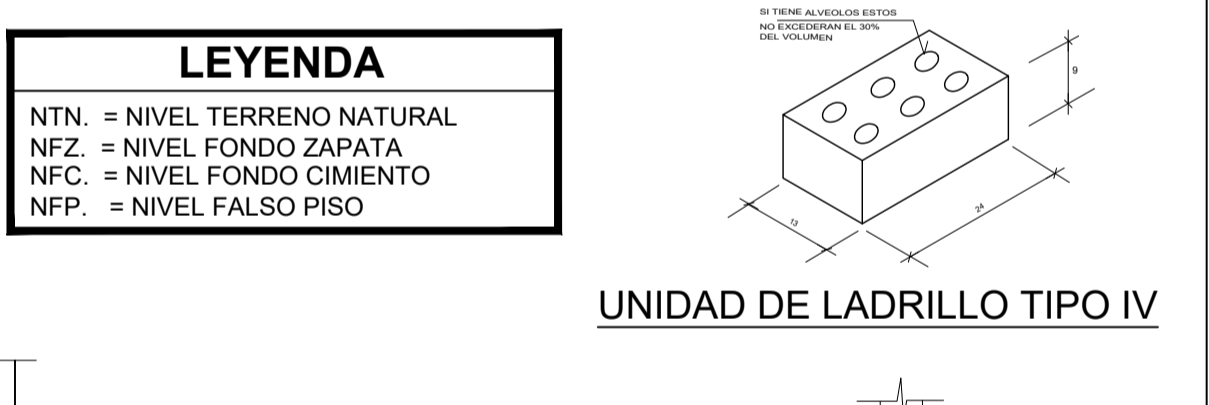 LEYENDA
NTN. = NIVEL TERRENO NATURAL
NFZ. = NIVEL FONDO ZAPATA
NFC. = NIVEL FONDO CIMIENTO
NFP. = NIVEL FALSO PISO
SI TIENE ALVEOLOS ESTOS
NO EXCEDERAN EL 30%
DEL VOLUMEN
9
24
13
UNIDAD DE LADRILLO TIPO IV